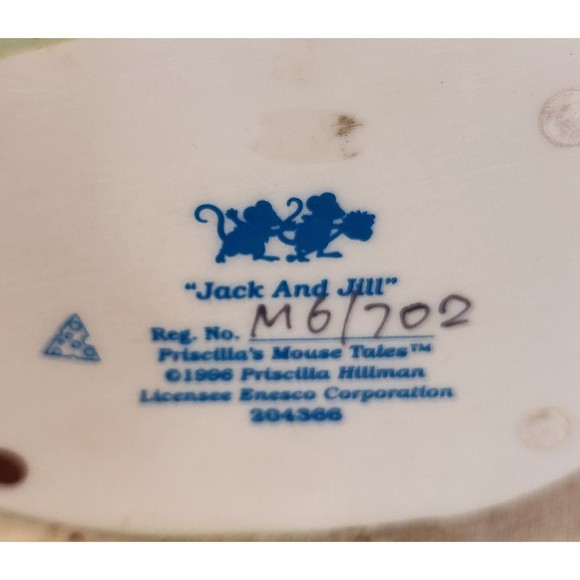 "Jack And Jill"
Reg. No. M6/702
Priscilla's Mouse Tales™
©1996 Priscilla Hillman
Licensee Enesco Corporation
204366